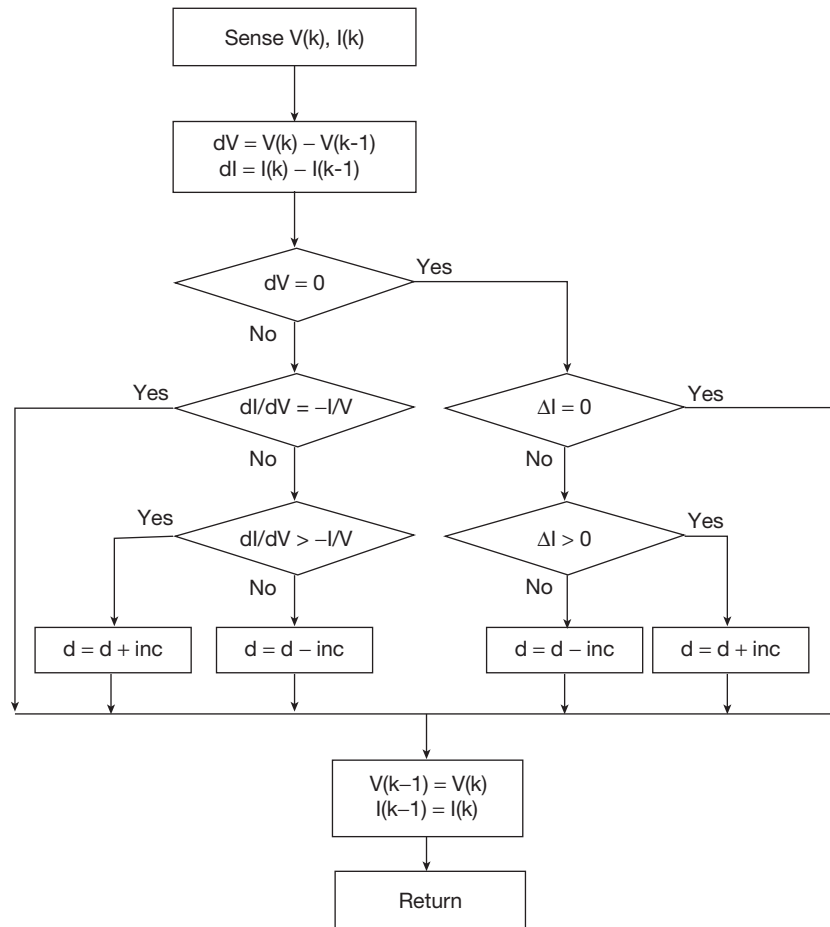 Sense V(k), I(k)
dV = V(k) – V(k-1)
dI = I(k) – I(k-1)
dV = 0
Yes
No
Yes
dI/dV = –I/V
No
ΔI = 0
Yes
No
Yes
dI/dV > –I/V
No
ΔI > 0
Yes
No
d = d + inc
d = d – inc
d = d – inc
d = d + inc
V(k–1) = V(k)
I(k–1) = I(k)
Return